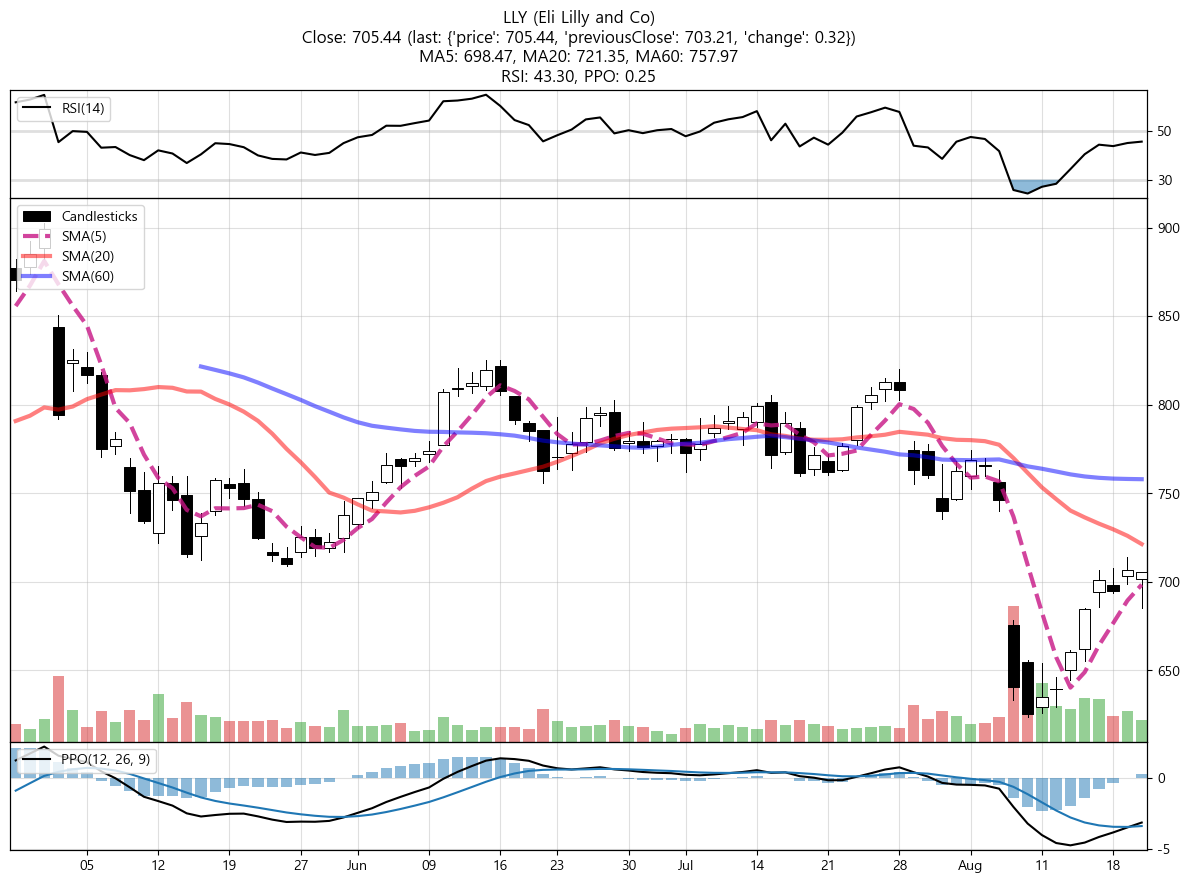 LLY (Eli Lilly and Co)
Close: 705.44 (last: {'price': 705.44, 'previousClose': 703.21, 'change': 0.32})
MA5: 698.47, MA20: 721.35, MA60: 757.97
RSI: 43.30, PPO: 0.25
RSI(14)
50
30
Candlesticks
SMA(5)
SMA(20)
SMA(60)
900
850
800
750
700
650
PPO(12, 26, 9)
0
-5
05 12 19 27 Jun 09 16 23 30 Jul 14 21 28 Aug 11 18